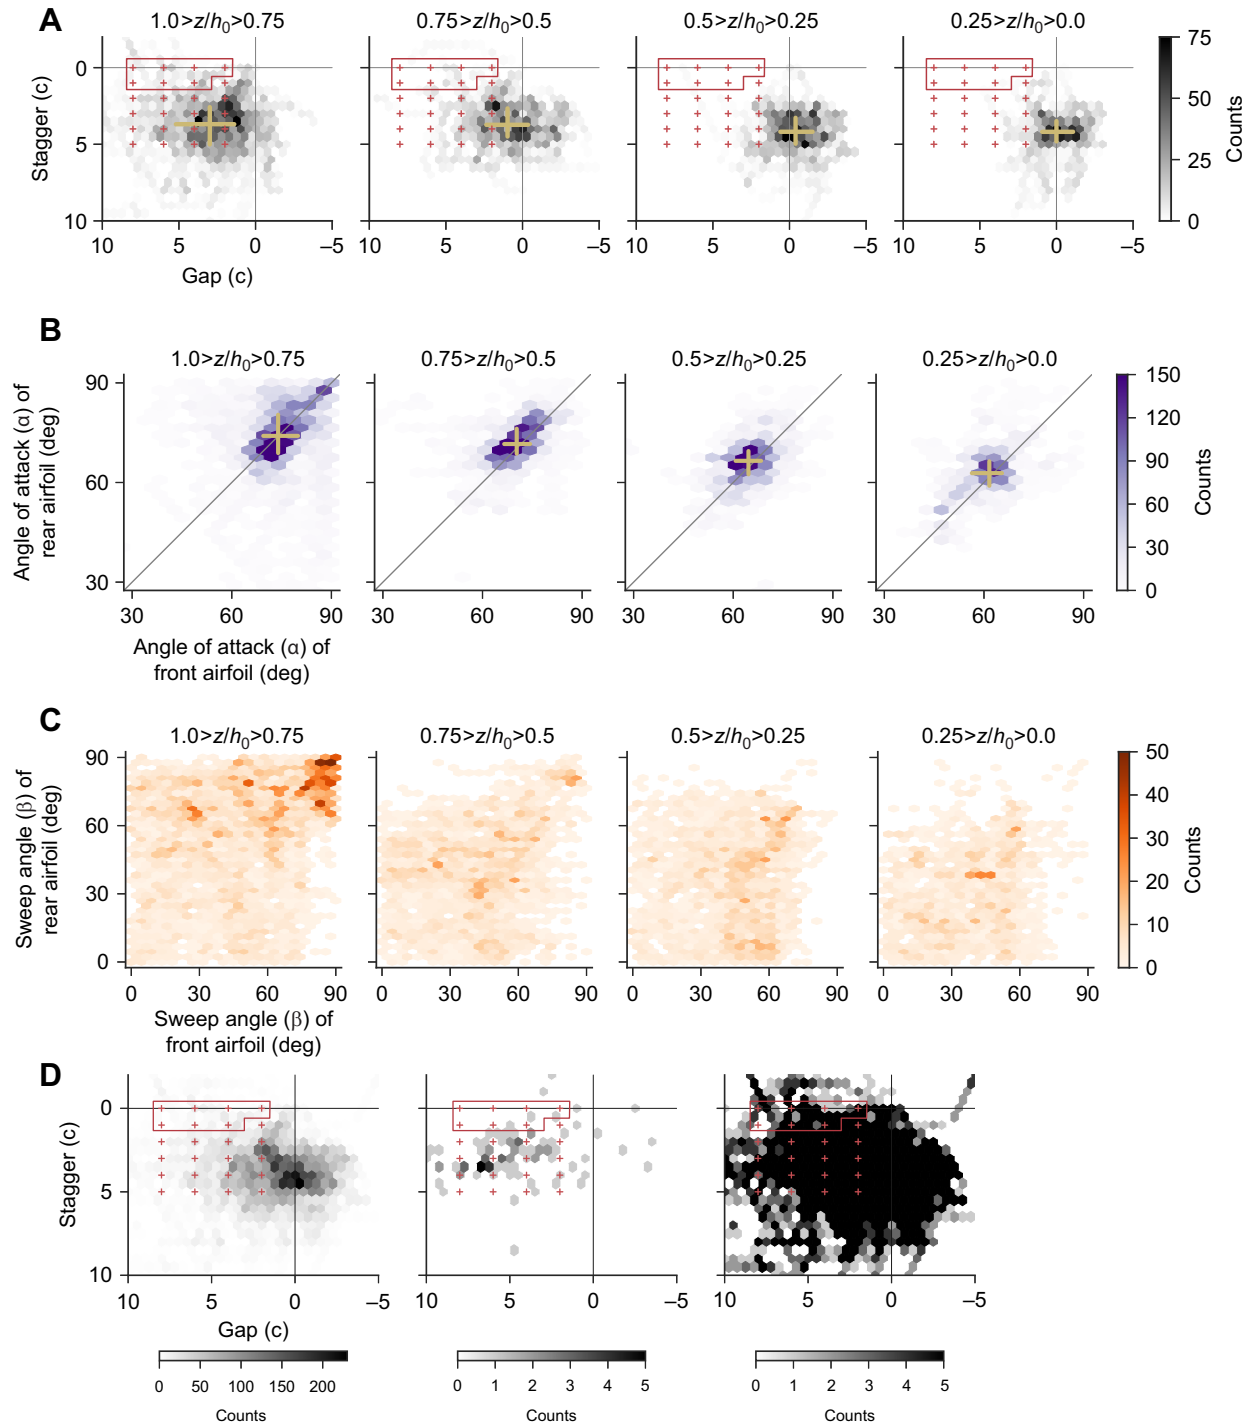 A
1.0>z/h0>0.75
0.75>z/h0>0.5
0.5>z/h0>0.25
0.25>z/h0>0.0
Stagger (c)
0
5
10
10 5 0 –5
5 0 –5
10 5 0 –5
10 5 0 –5
10 5 0 –5
Gap (c)
75
50
25
0
Counts
B
1.0>z/h0>0.75
0.75>z/h0>0.5
0.5>z/h0>0.25
0.25>z/h0>0.0
Angle of attack (α) of
rear airfoil (deg)
90
60
30
30 60 90
60 90
60 90
30 60 90
Angle of attack (α) of
front airfoil (deg)
150
120
90
60
30
0
Counts
C
1.0>z/h0>0.75
0.75>z/h0>0.5
0.5>z/h0>0.25
0.25>z/h0>0.0
Sweep angle (β) of
rear airfoil (deg)
90
60
30
0
0 30 60 90
0 30 60 90
0 30 60 90
0 30 60 90
Sweep angle (β) of
front airfoil (deg)
50
40
30
20
10
0
Counts
D
Stagger (c)
0
5
10
10 5 0 –5
10 5 0 –5
10 5 0 –5
Gap (c)
0 50 100 150 200
Counts
0 1 2 3 4 5
Counts
0 1 2 3 4 5
Counts